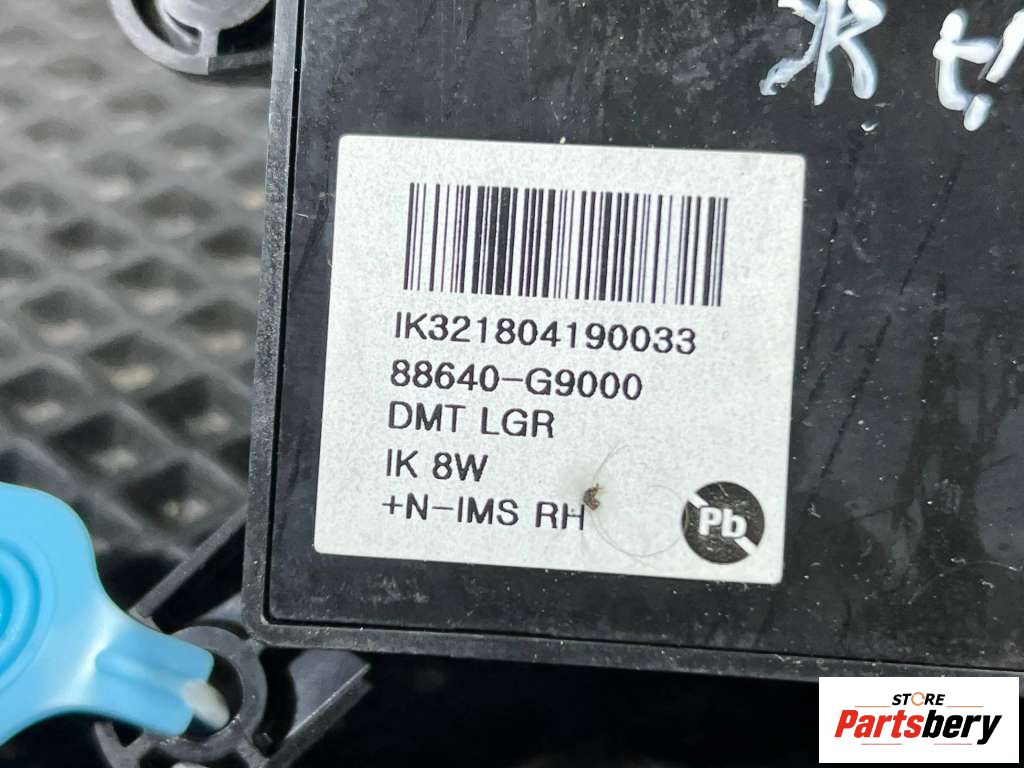 IK321804190033
88640-G9000
DMT LGR
IK 8W
+N-IMS RH
Pb
STORE
Partsbery